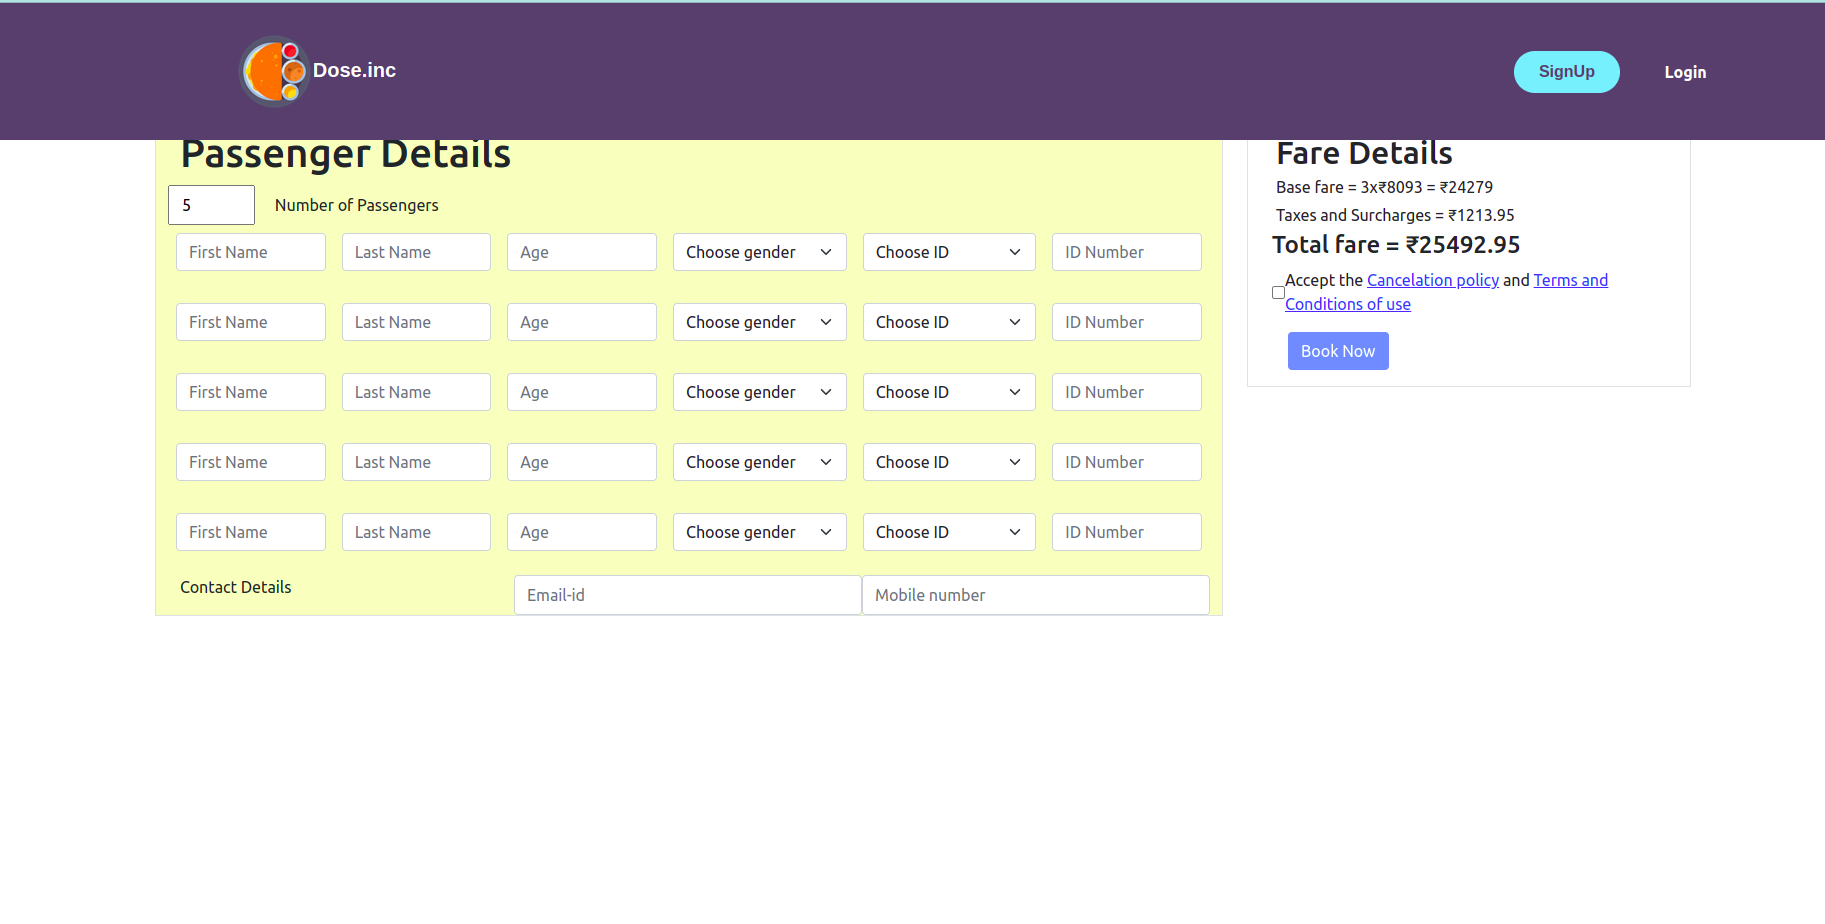 Dose.inc
SignUp
Login
Passenger Details
5
Number of Passengers
First Name
Last Name
Age
Choose gender
Choose ID
ID Number
First Name
Last Name
Age
Choose gender
Choose ID
ID Number
First Name
Last Name
Age
Choose gender
Choose ID
ID Number
First Name
Last Name
Age
Choose gender
Choose ID
ID Number
First Name
Last Name
Age
Choose gender
Choose ID
ID Number
Contact Details
Email-id
Mobile number
Fare Details
Base fare = 3x₹8093 = ₹24279
Taxes and Surcharges = ₹1213.95
Total fare = ₹25492.95
Accept the Cancelation policy and Terms and
Conditions of use
Book Now